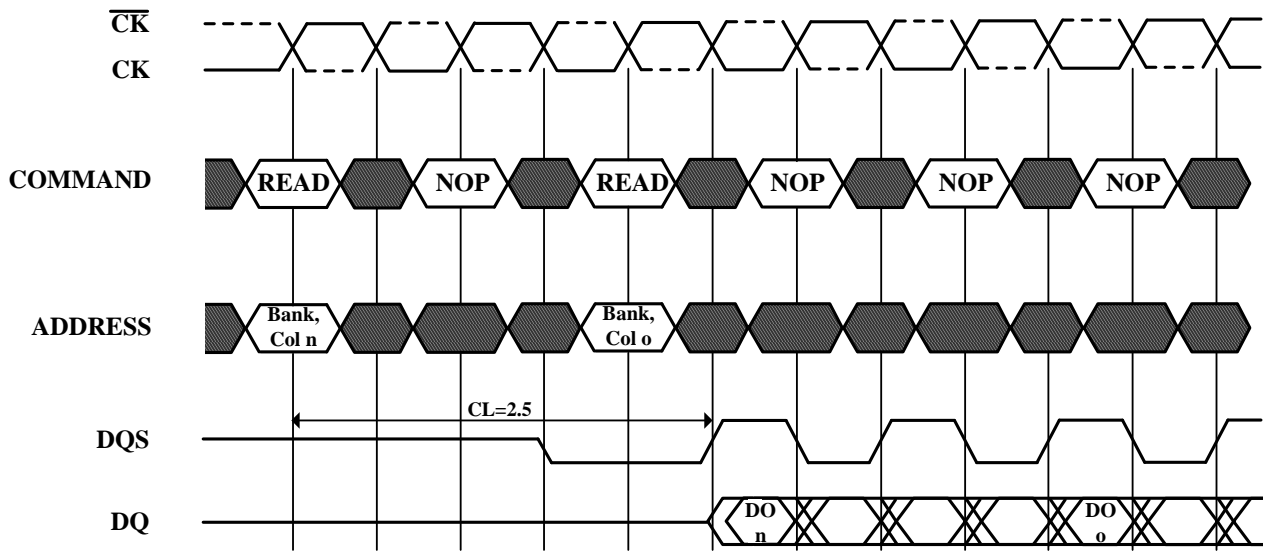 CK
CK
COMMAND
READ NOP READ NOP NOP NOP
ADDRESS
Bank,
Col n
Bank,
Col o
CL=2.5
DQS
DQ
DO
n
DO
o